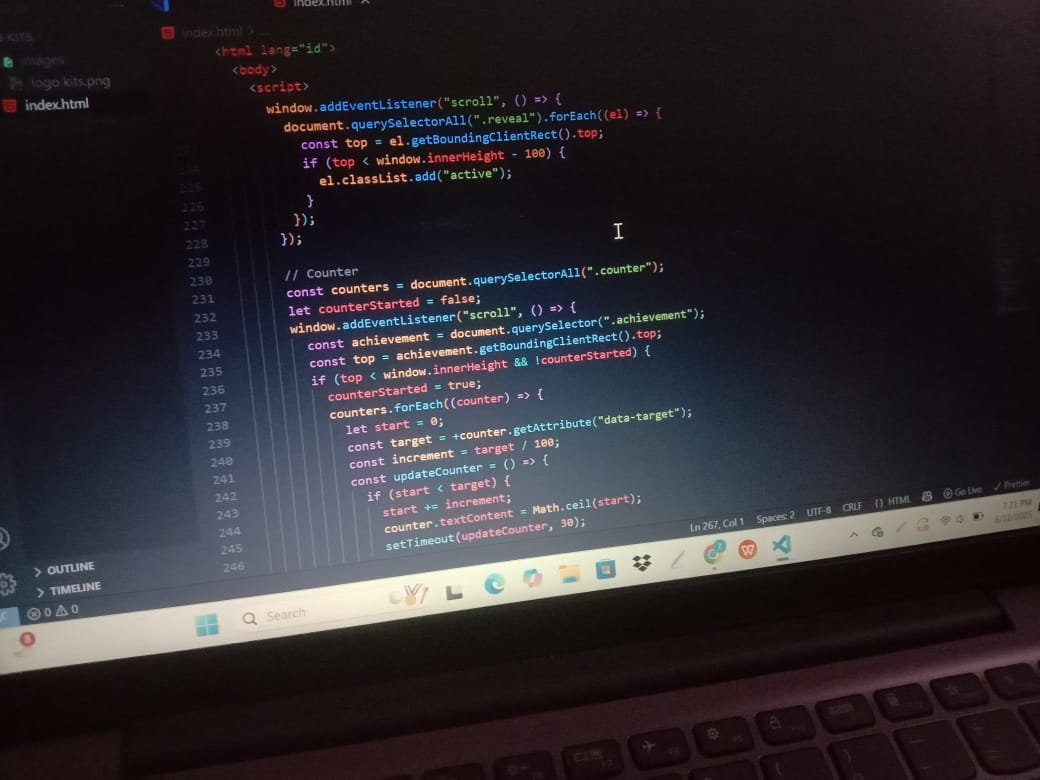 index.html
KITS
index.html > ...
images
logo kits.png
index.html
<html lang="id">
<body>
<script>
window.addEventListener("scroll", () => {
document.querySelectorAll(".reveal").forEach((el) => {
const top = el.getBoundingClientRect().top;
if (top < window.innerHeight - 100) {
224
el.classList.add("active");
225
}
226
});
227
});
228
229
// Counter
230
const counters = document.querySelectorAll(".counter");
231
let counterStarted = false;
232
window.addEventListener("scroll", () => {
233
const achievement = document.querySelector(".achievement");
234
const top = achievement.getBoundingClientRect().top;
235
if (top < window.innerHeight && !counterStarted) {
236
counterStarted = true;
237
counters.forEach((counter) => {
238
let start = 0;
239
const target = +counter.getAttribute("data-target");
240
const increment = target / 100;
241
const updateCounter = () => {
242
if (start < target) {
243
start += increment;
244
counter.textContent = Math.ceil(start);
245
setTimeout(updateCounter, 30);
246
> OUTLINE
> TIMELINE
0 0
Ln 267, Col 1 Spaces: 2 UTF-8 CRLF {} HTML Go Live Prettier
Search
7:21 PM
6/12/2025